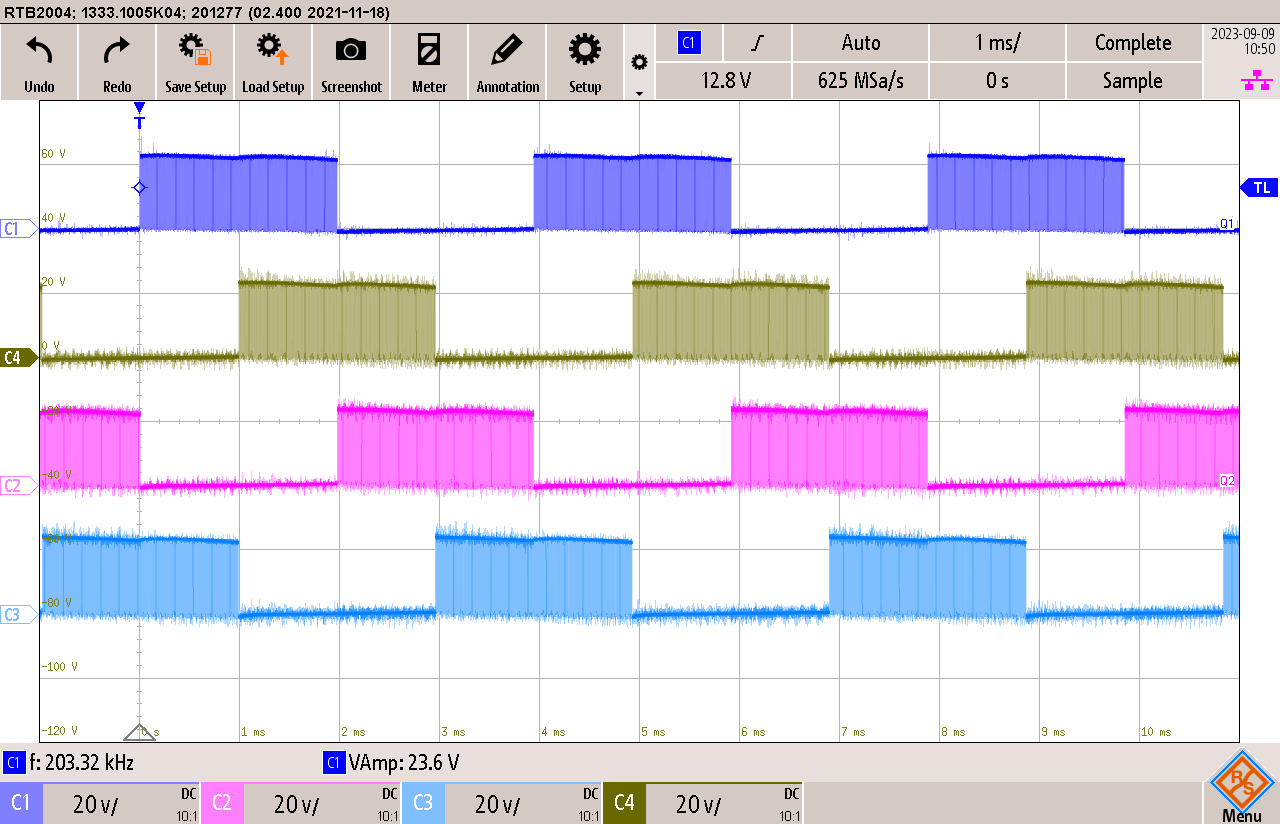 RTB2004; 1333.1005K04; 201277 (02.400 2021-11-18)
Undo
Redo
Save Setup
Load Setup
Screenshot
Meter
Annotation
Setup
C1
Auto
1 ms/
Complete
2023-09-09
10:50
12.8 V
625 MSa/s
0 s
Sample
T
60 V
TL
40 V
C1
Q1
20 V
0 V
C4
-20 V
-40 V
C2
Q2
-60 V
-80 V
C3
-100 V
-120 V
0 s
1 ms
2 ms
3 ms
4 ms
5 ms
6 ms
7 ms
8 ms
9 ms
10 ms
C1 f: 203.32 kHz
C1 VAmp: 23.6 V
C1 20 V/ DC 10:1
C2 20 V/ DC 10:1
C3 20 V/ DC 10:1
C4 20 V/ DC 10:1
R S
Menu